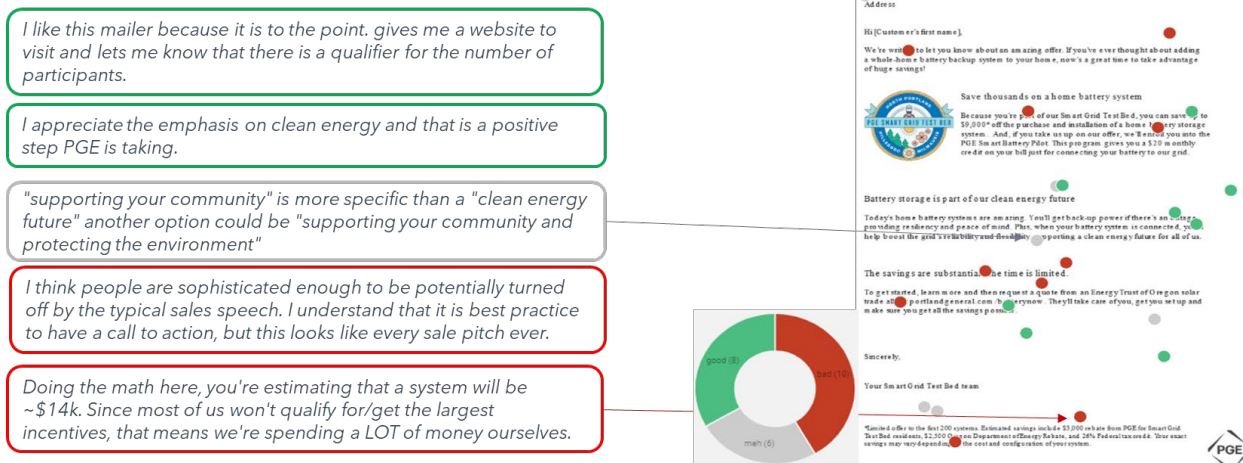 I like this mailer because it is to the point. gives me a website to
visit and lets me know that there is a qualifier for the number of
participants.
I appreciate the emphasis on clean energy and that is a positive
step PGE is taking.
"supporting your community" is more specific than a "clean energy
future" another option could be "supporting your community and
protecting the environment"
I think people are sophisticated enough to be potentially turned
off by the typical sales speech. I understand that it is best practice
to have a call to action, but this looks like every sale pitch ever.
Doing the math here, you're estimating that a system will be
~$14k. Since most of us won't qualify for/get the largest
incentives, that means we're spending a LOT of money ourselves.
good (8)
bad (10)
meh (6)
Address
Hi [Customer's first name],
We're to let you know about an amazing offer. If you've ever thought about adding
a whole-home battery backup system to your home, now's a great time to take advantage
of huge savings!
NORTH PORTLAND
PGE SMART GRID TEST BED
HILLSBORO
MILWAUKIE
Save thousands on a home battery system
Because you're of our Smart Grid Test Bed, you can save to
$9,000* off the purchase and installation of a home storage
system. And, if you take us up on our offer, we'll enroll you into the
PGE Smart Battery Pilot. This program gives you a $20 monthly
credit on your bill just for connecting your battery to our grid.
Battery storage is part of our clean energy future
Today's home battery systems are amazing. You'll get back-up power if there's an outage,
providing resiliency and peace of mind. Plus, when your battery system is connected,
help boost the grid's reliability and flexibility, supporting a clean energy future for all of us.
The savings are substantial. The time is limited.
To get started, learn more and then request a quote from an Energy Trust of Oregon solar
trade portlandgeneral.com They'll take care of you, get you set up and
make sure you get all the savings
Sincerely,
Your Smart Grid Test Bed team
*Limited offer to the first 200 systems. Estimated savings include $3,000 rebate from PGE for Smart Grid
Test Bed residents, $2,500 Oregon Department of Energy Rebate, and 26% Federal tax credit. Your exact
savings may vary depending the cost and configuration of your system.
PGE